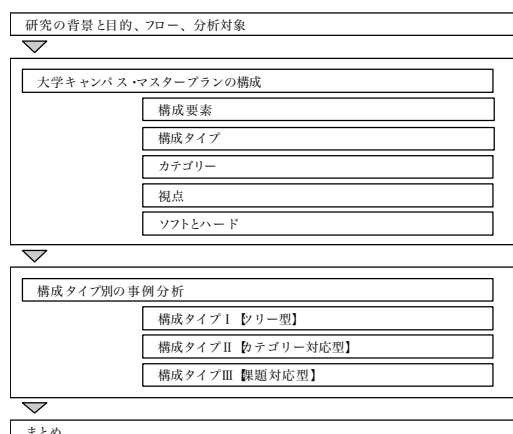 研究の背景と目的、フロー、分析対象
大学キャンパス・マスタープランの構成
構成要素
構成タイプ
カテゴリー
視点
ソフトとハード
構成タイプ別の事例分析
構成タイプⅠ【ツリー型】
構成タイプⅡ【カテゴリー対応型】
構成タイプⅢ【課題対応型】
まとめ